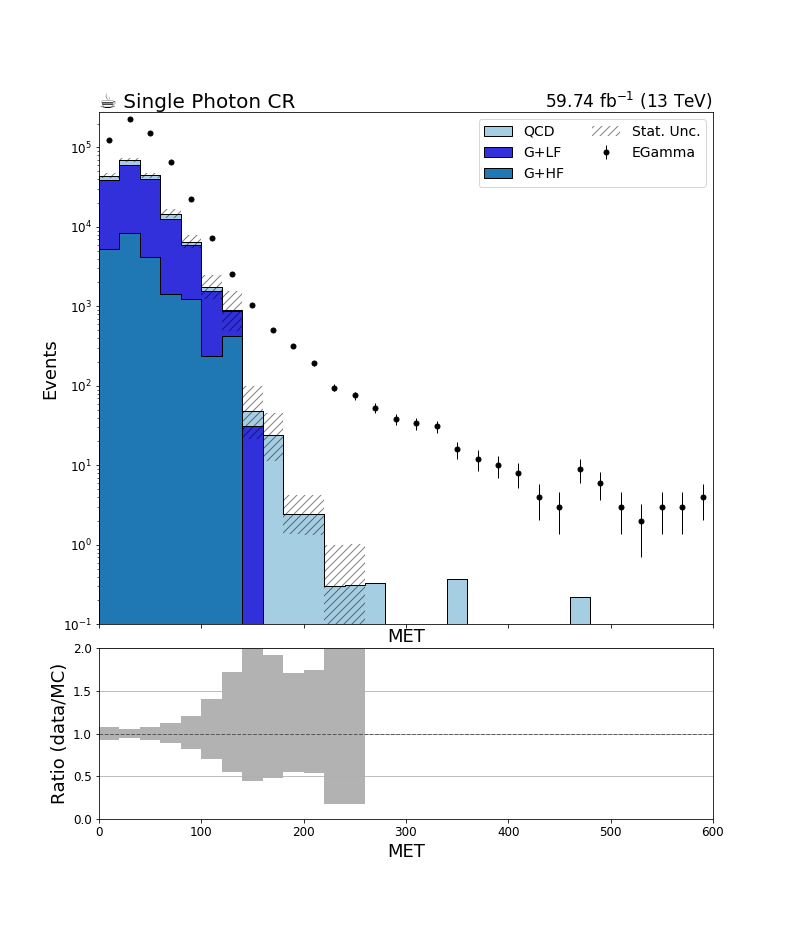 ☕ Single Photon CR 59.74 fb⁻¹ (13 TeV)
QCD Stat. Unc.
G+LF EGamma
G+HF
Events
10⁵
10⁴
10³
10²
10¹
10⁰
10⁻¹
MET
Ratio (data/MC)
2.0
1.5
1.0
0.5
0.0
0 100 200 300 400 500 600
MET